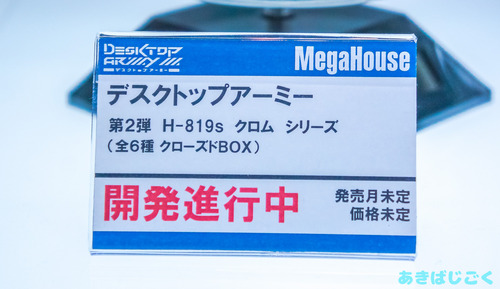 DESKTOP
ARMY
デスクトップアーミー
MegaHouse
デスクトップアーミー
第2弾 H-819s クロム シリーズ
(全6種 クローズドBOX)
開発進行中
発売月未定
価格未定
あきばじごく